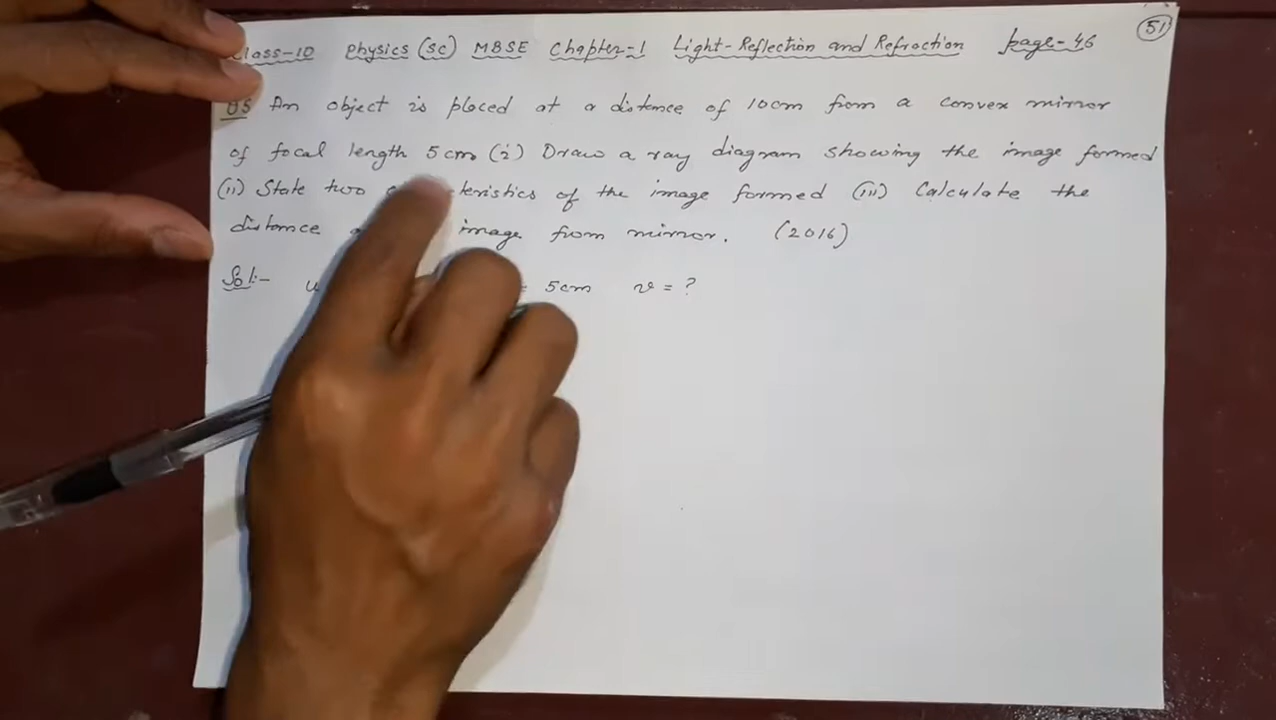 lass-10 Physics (SC) MBSE Chapter-1 Light-Reflection and Refraction page-46 51
Q5 An object is placed at a distance of 10cm from a convex mirror
of focal length 5cm (i) Draw a ray diagram showing the image formed
(ii) State two teristics of the image formed (iii) Calculate the
distance image from mirror. (2016)
Sol:- u = 5cm v = ?